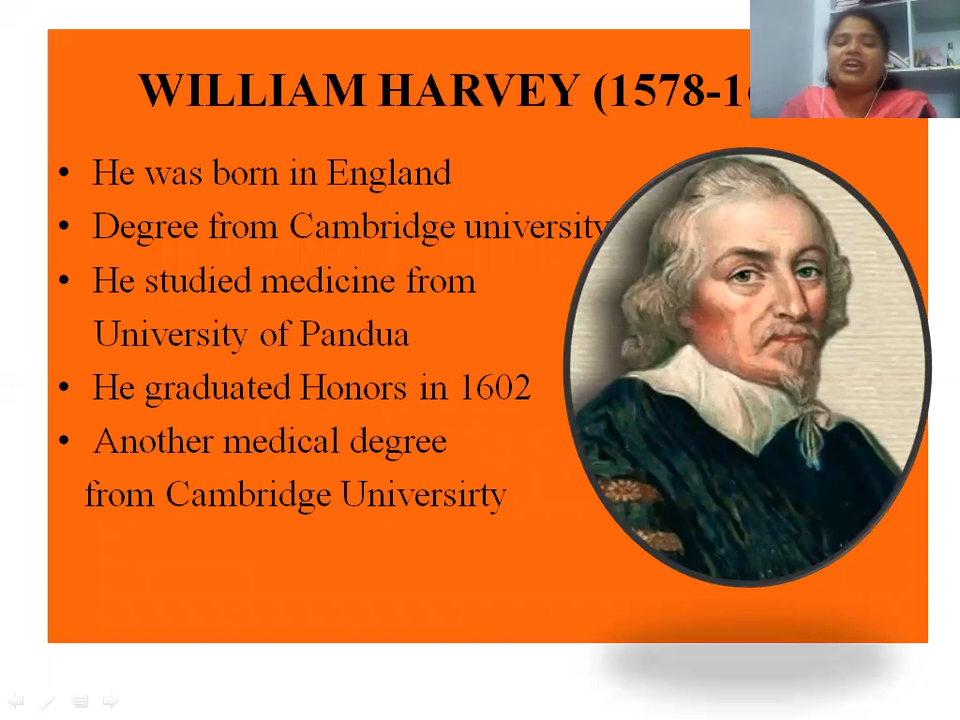 WILLIAM HARVEY (1578-1
• He was born in England
• Degree from Cambridge university
• He studied medicine from
University of Pandua
• He graduated Honors in 1602
• Another medical degree
from Cambridge Universirty